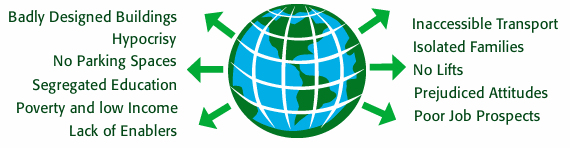 Badly Designed Buildings
Hypocrisy
No Parking Spaces
Segregated Education
Poverty and low Income
Lack of Enablers
Inaccessible Transport
Isolated Families
No Lifts
Prejudiced Attitudes
Poor Job Prospects